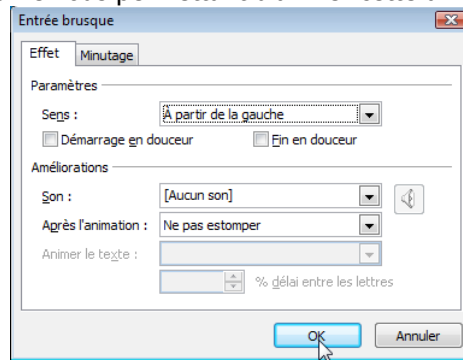 Entrée brusque
Effet Minutage
Paramètres
Sens : À partir de la gauche
Démarrage en douceur Fin en douceur
Améliorations
Son : [Aucun son]
Après l'animation : Ne pas estomper
Animer le texte :
% délai entre les lettres
OK Annuler